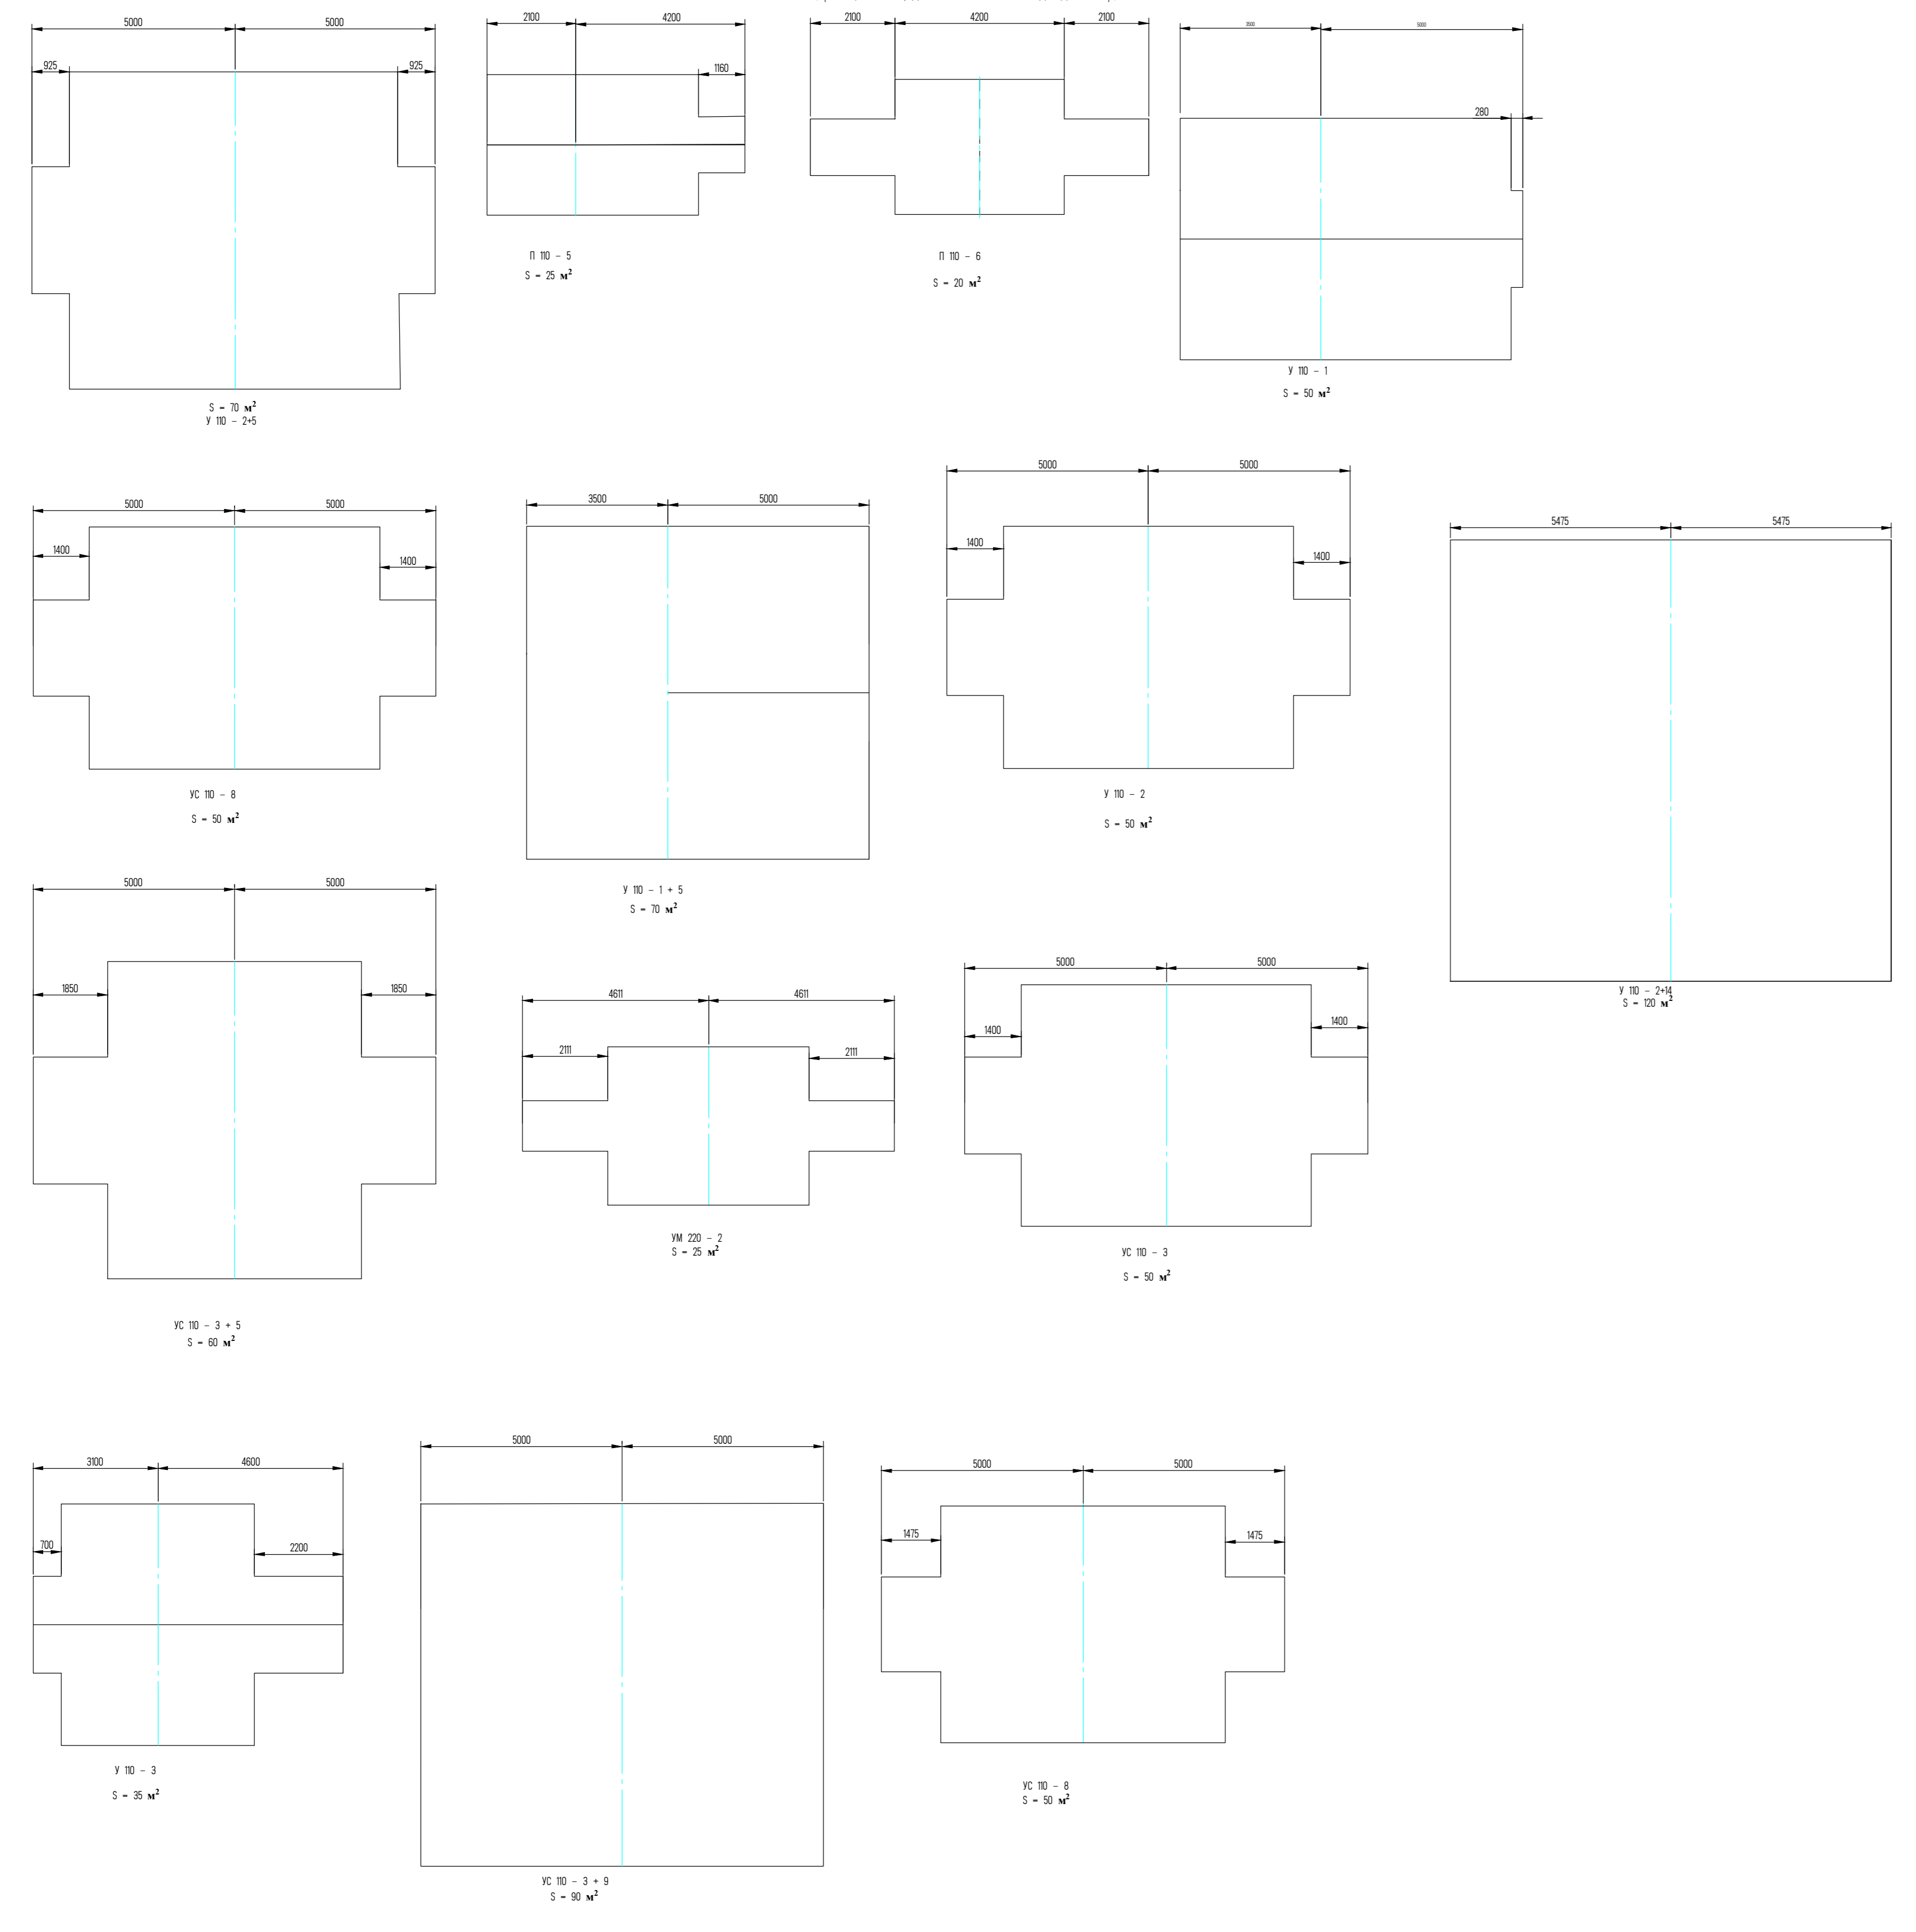 5000 5000
925 925
S = 70 м²
У 110 - 2+5
2100 4200
1160
П 110 - 5
S = 25 м²
2100 4200 2100
П 110 - 6
S = 20 м²
3500 5000
280
У 110 - 1
S = 50 м²
5000 5000
1400
1400
УС 110 - 8
S = 50 м²
3500 5000
У 110 - 1 + 5
S = 70 м²
5000 5000
1400
1400
У 110 - 2
S = 50 м²
5475 5475
У 110 - 2+14
S = 120 м²
5000 5000
1850 1850
УС 110 - 3 + 5
S = 60 м²
4611 4611
2111 2111
УМ 220 - 2
S = 25 м²
5000 5000
1400
1400
УС 110 - 3
S = 50 м²
3100 4600
700
2200
У 110 - 3
S = 35 м²
5000 5000
УС 110 - 3 + 9
S = 90 м²
5000 5000
1475 1475
УС 110 - 8
S = 50 м²